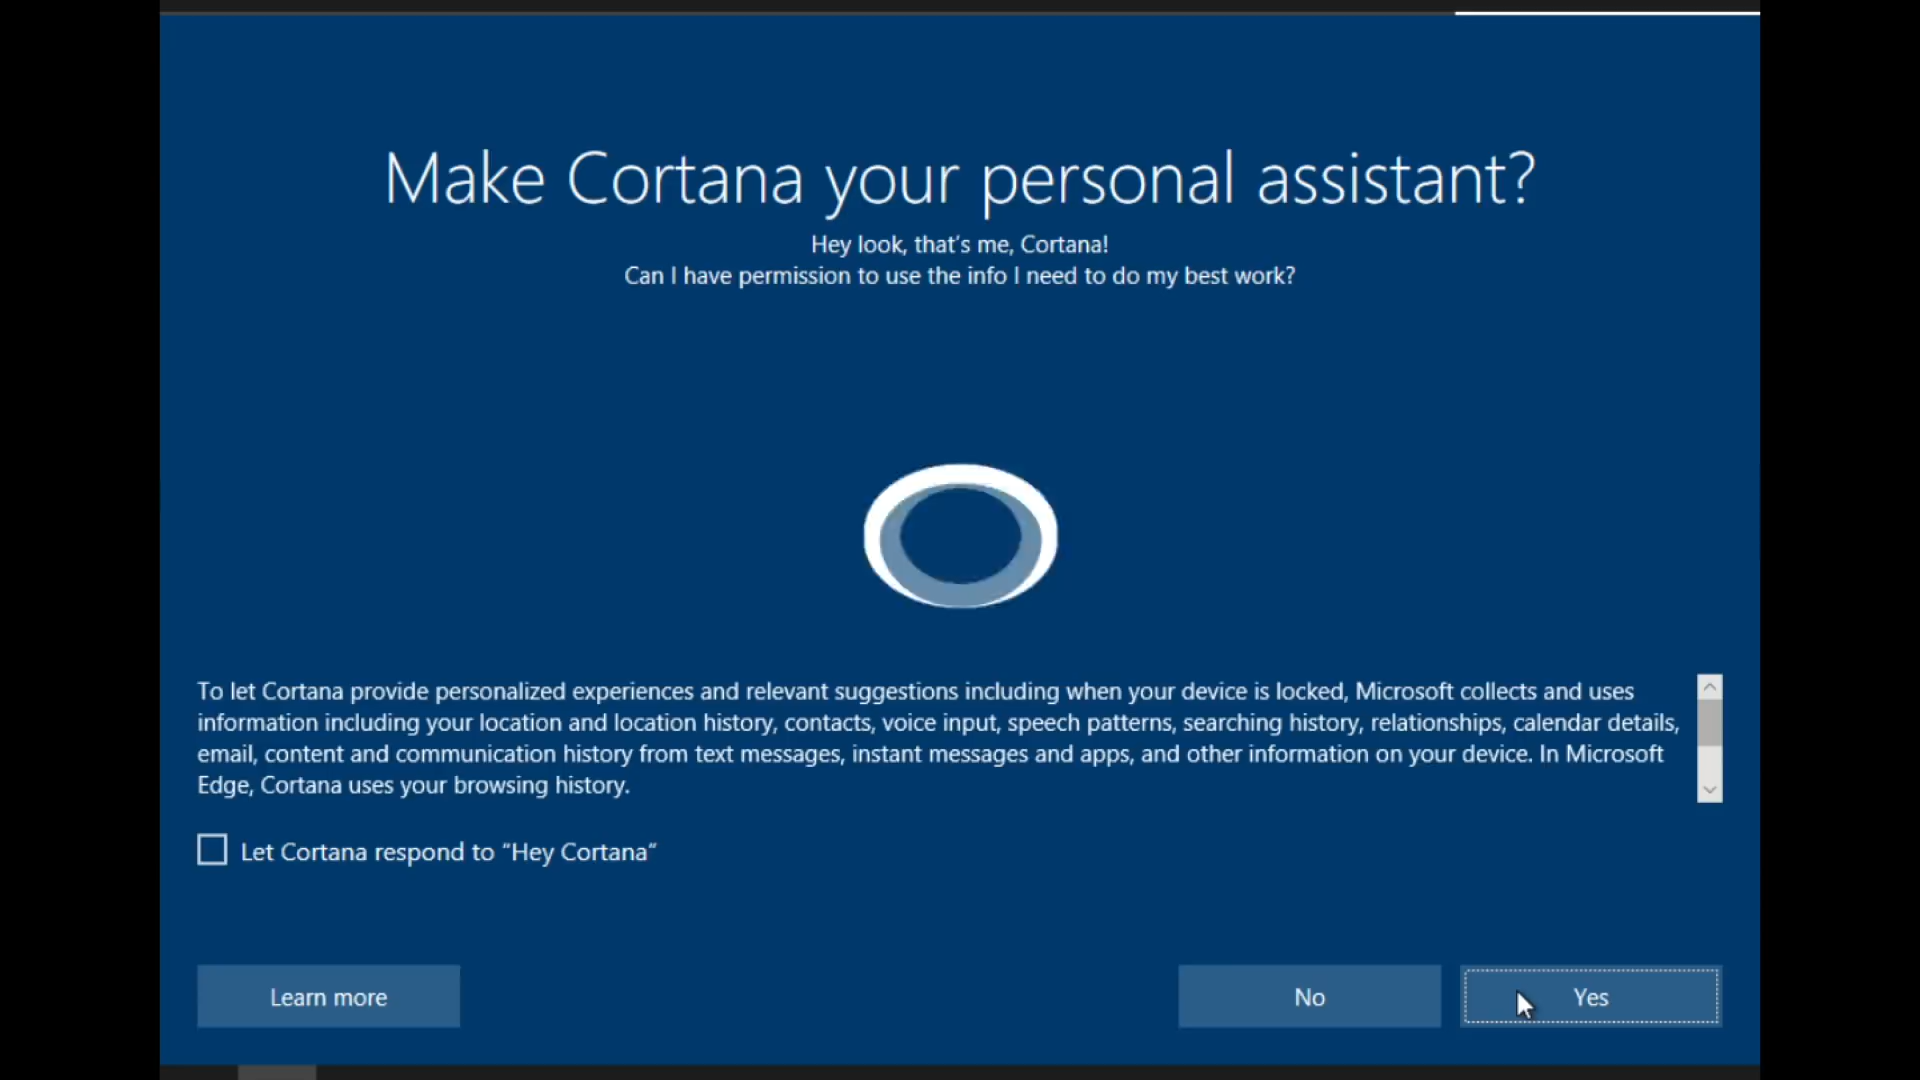 Make Cortana your personal assistant?
Hey look, that's me, Cortana!
Can I have permission to use the info I need to do my best work?
To let Cortana provide personalized experiences and relevant suggestions including when your device is locked, Microsoft collects and uses
information including your location and location history, contacts, voice input, speech patterns, searching history, relationships, calendar details,
email, content and communication history from text messages, instant messages and apps, and other information on your device. In Microsoft
Edge, Cortana uses your browsing history.
Let Cortana respond to “Hey Cortana”
Learn more
No
Yes